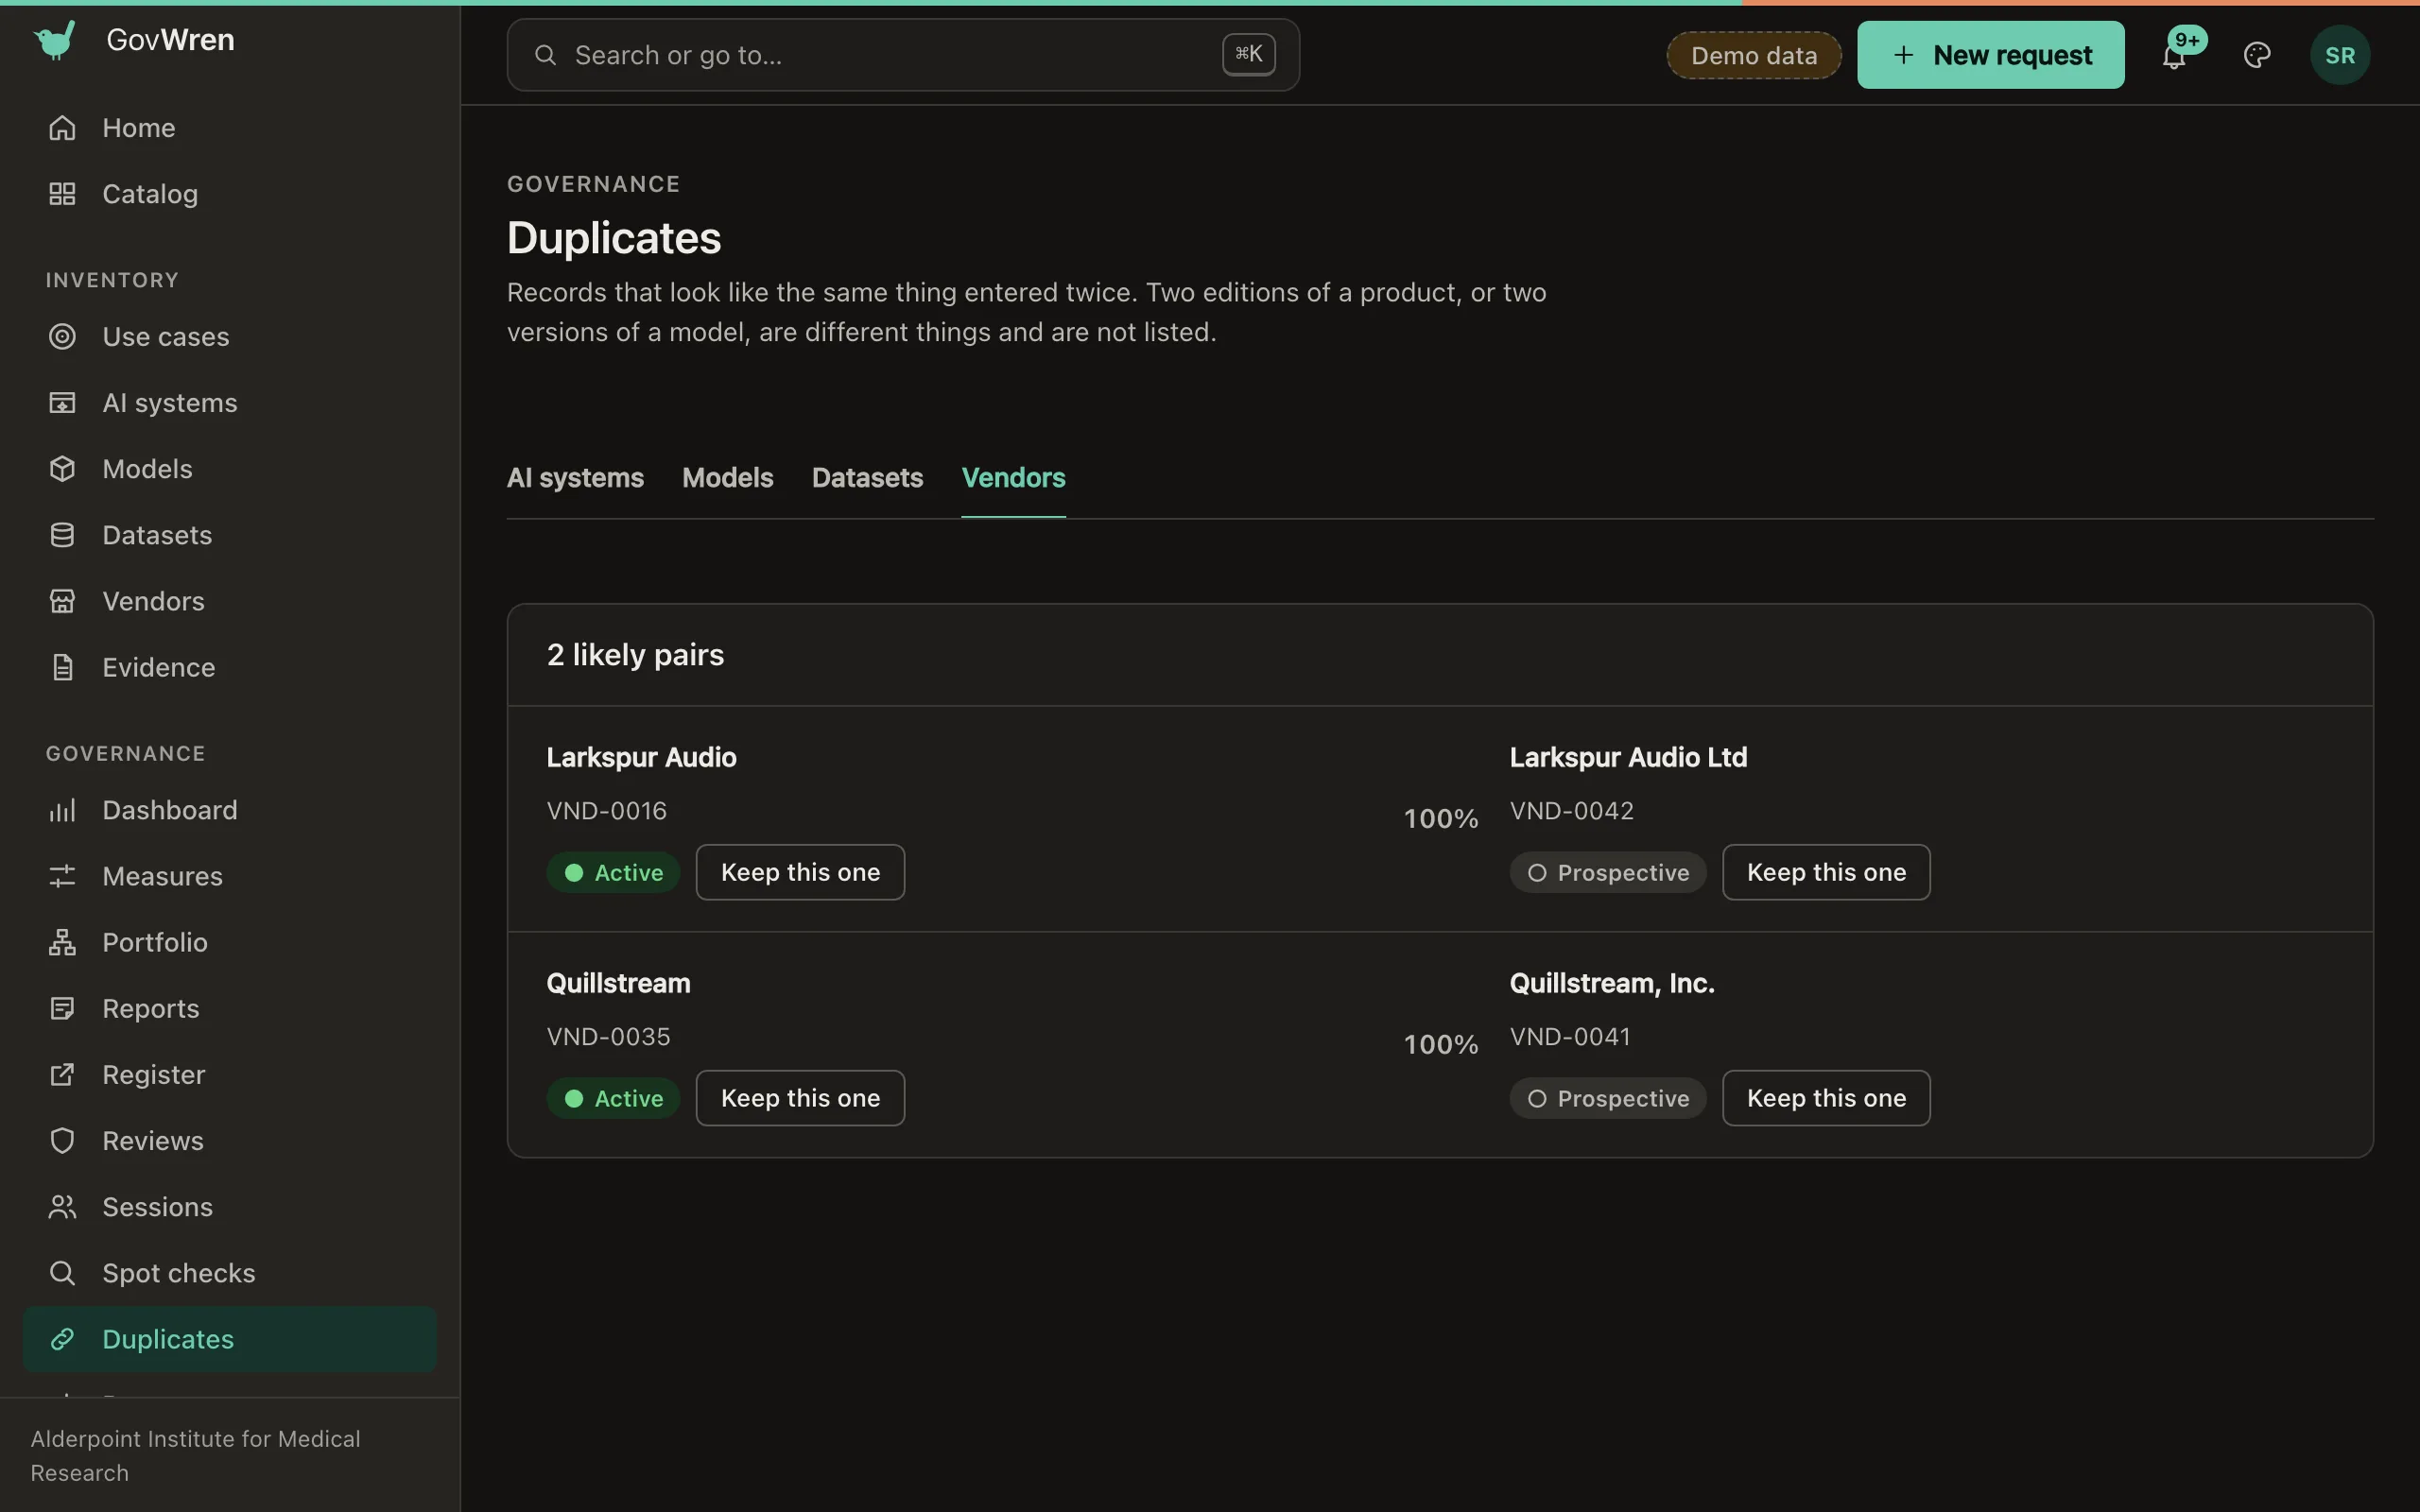 GovWren
Search or go to...
⌘K
Demo data
+ New request
9+
SR
Home
Catalog
INVENTORY
Use cases
AI systems
Models
Datasets
Vendors
Evidence
GOVERNANCE
Dashboard
Measures
Portfolio
Reports
Register
Reviews
Sessions
Spot checks
Duplicates
Alderpoint Institute for Medical
Research
GOVERNANCE
Duplicates
Records that look like the same thing entered twice. Two editions of a product, or two
versions of a model, are different things and are not listed.
AI systems
Models
Datasets
Vendors
2 likely pairs
Larkspur Audio
VND-0016
Active
Keep this one
100%
Larkspur Audio Ltd
VND-0042
Prospective
Keep this one
Quillstream
VND-0035
Active
Keep this one
100%
Quillstream, Inc.
VND-0041
Prospective
Keep this one